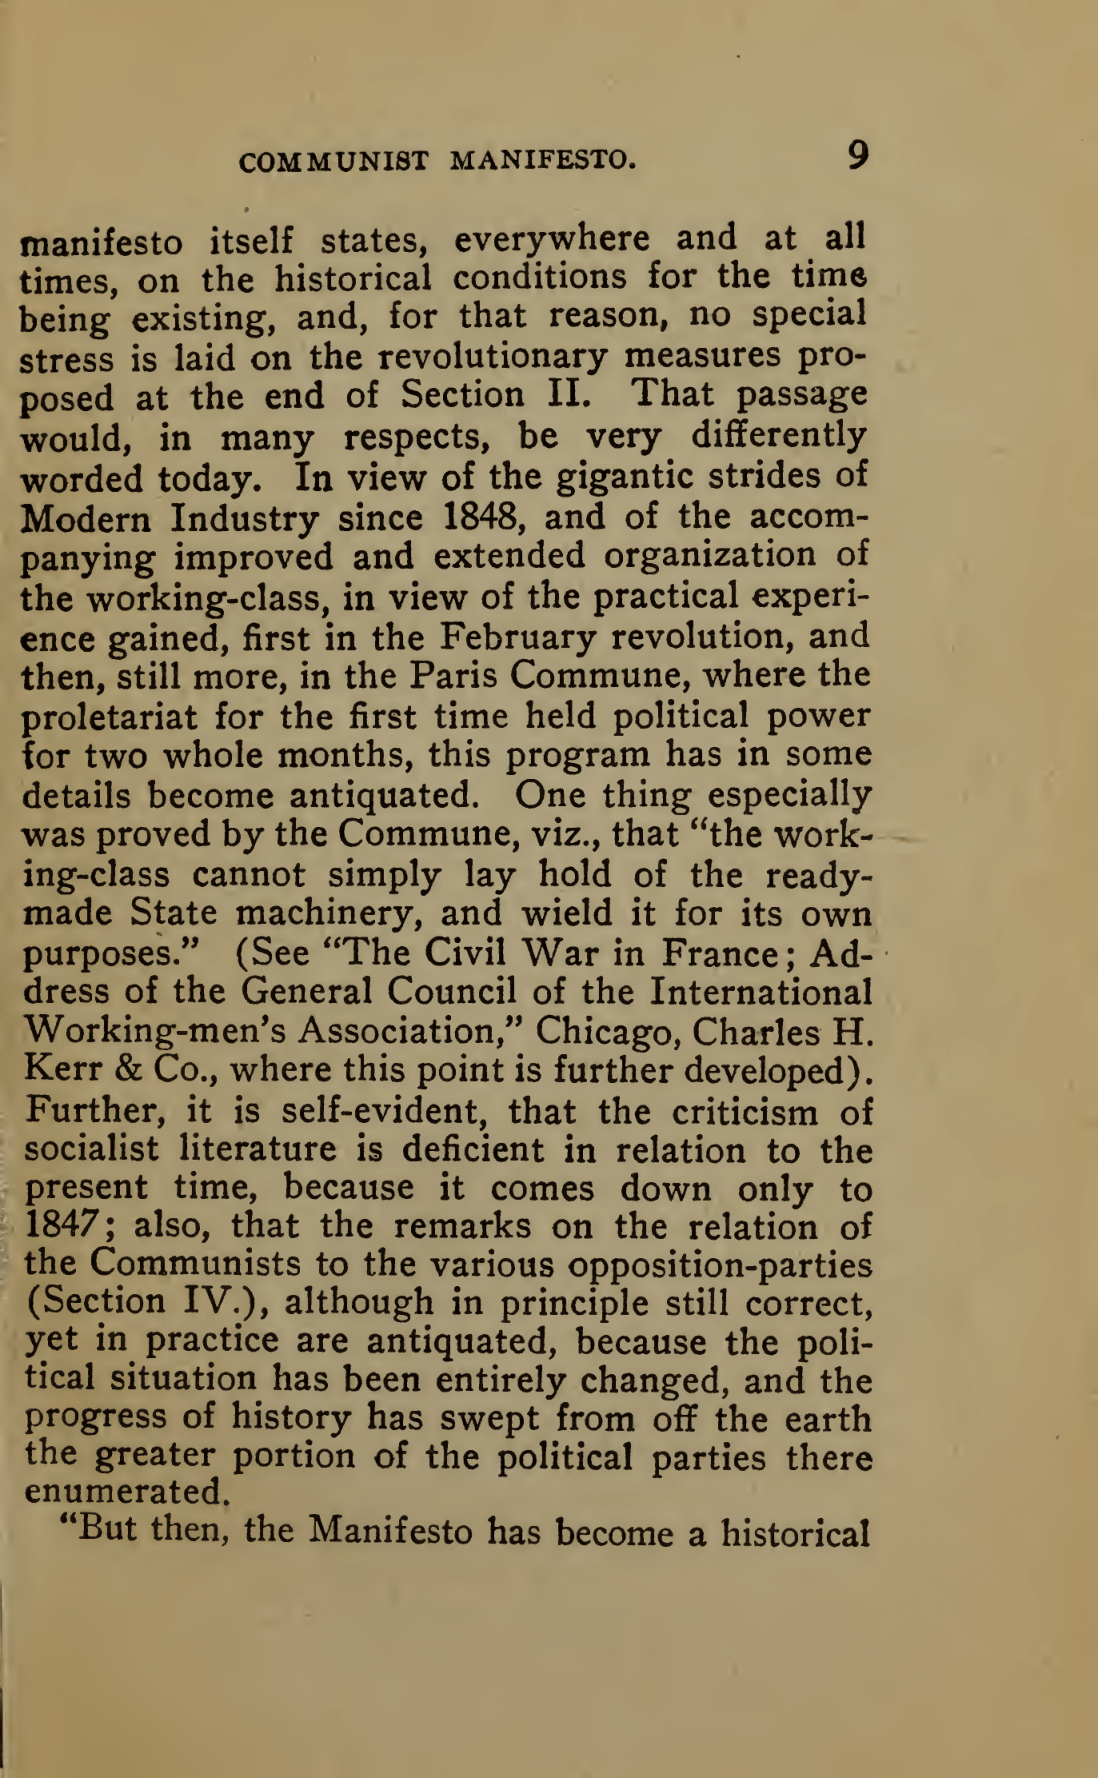 COMMUNIST MANIFESTO. 9
manifesto itself states, everywhere and at all
times, on the historical conditions for the time
being existing, and, for that reason, no special
stress is laid on the revolutionary measures pro-
posed at the end of Section II. That passage
would, in many respects, be very differently
worded today. In view of the gigantic strides of
Modern Industry since 1848, and of the accom-
panying improved and extended organization of
the working-class, in view of the practical experi-
ence gained, first in the February revolution, and
then, still more, in the Paris Commune, where the
proletariat for the first time held political power
for two whole months, this program has in some
details become antiquated. One thing especially
was proved by the Commune, viz., that “the work-
ing-class cannot simply lay hold of the ready-
made State machinery, and wield it for its own
purposes.” (See “The Civil War in France; Ad-
dress of the General Council of the International
Working-men’s Association,” Chicago, Charles H.
Kerr & Co., where this point is further developed).
Further, it is self-evident, that the criticism of
socialist literature is deficient in relation to the
present time, because it comes down only to
1847; also, that the remarks on the relation of
the Communists to the various opposition-parties
(Section IV.), although in principle still correct,
yet in practice are antiquated, because the poli-
tical situation has been entirely changed, and the
progress of history has swept from off the earth
the greater portion of the political parties there
enumerated.
“But then, the Manifesto has become a historical